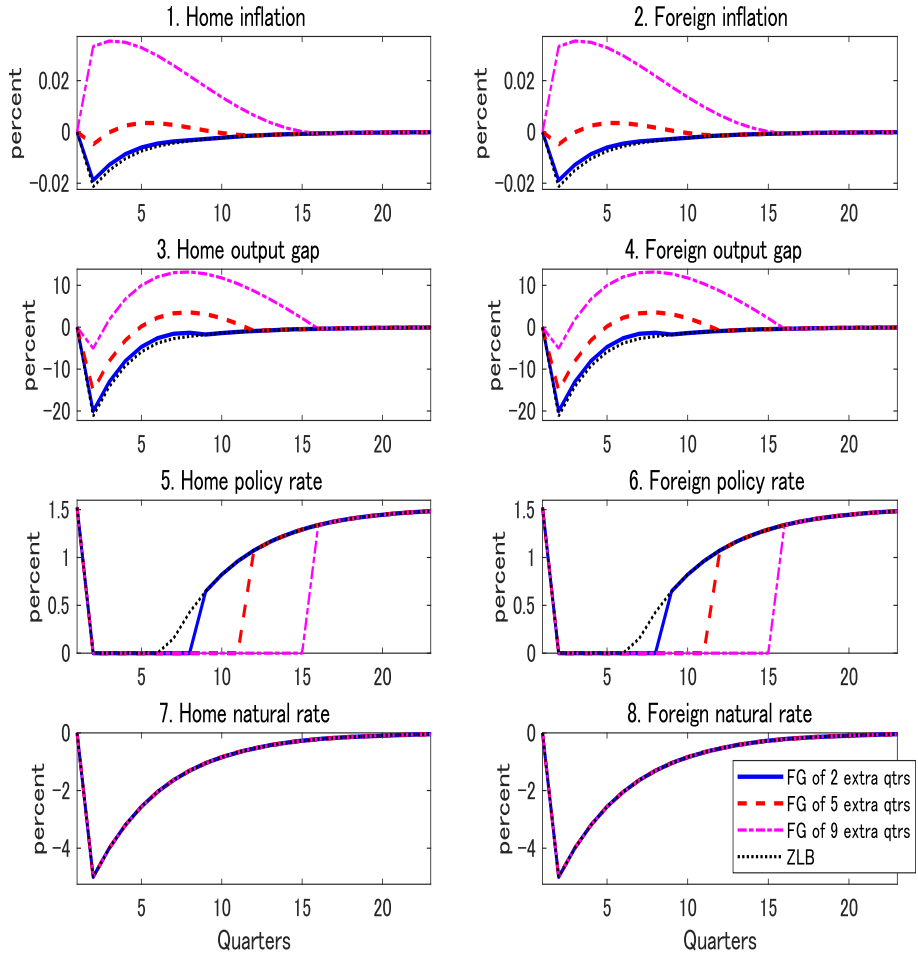 1. Home inflation
2. Foreign inflation
percent
0.02
0
-0.02
5 10 15 20
percent
0.02
0
-0.02
5 10 15 20
3. Home output gap
4. Foreign output gap
percent
10
0
-10
-20
5 10 15 20
percent
10
0
-10
-20
5 10 15 20
5. Home policy rate
6. Foreign policy rate
percent
1.5
1
0.5
0
5 10 15 20
percent
1.5
1
0.5
0
5 10 15 20
7. Home natural rate
8. Foreign natural rate
percent
0
-2
-4
5 10 15 20
Quarters
percent
0
-2
-4
5 10 15 20
Quarters
FG of 2 extra qtrs
FG of 5 extra qtrs
FG of 9 extra qtrs
ZLB